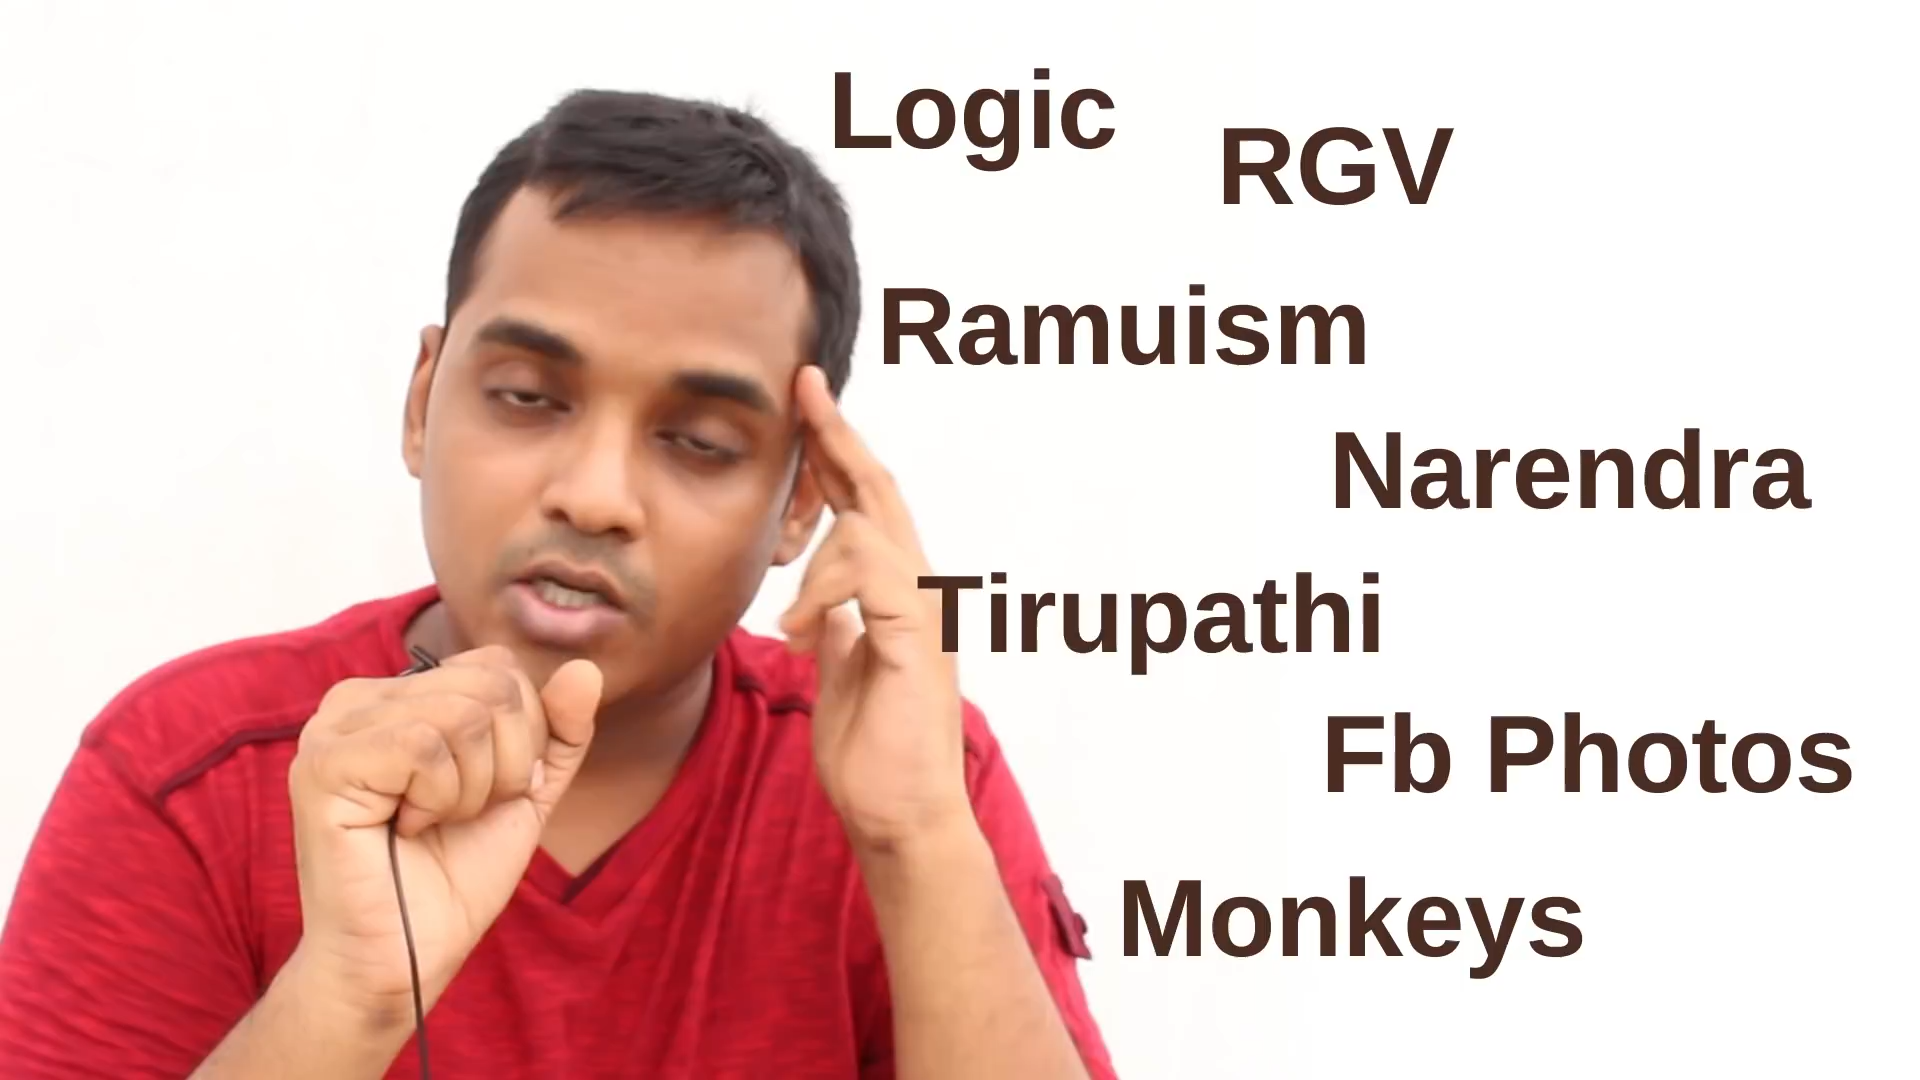 Logic
RGV
Ramuism
Narendra
Tirupathi
Fb Photos
Monkeys